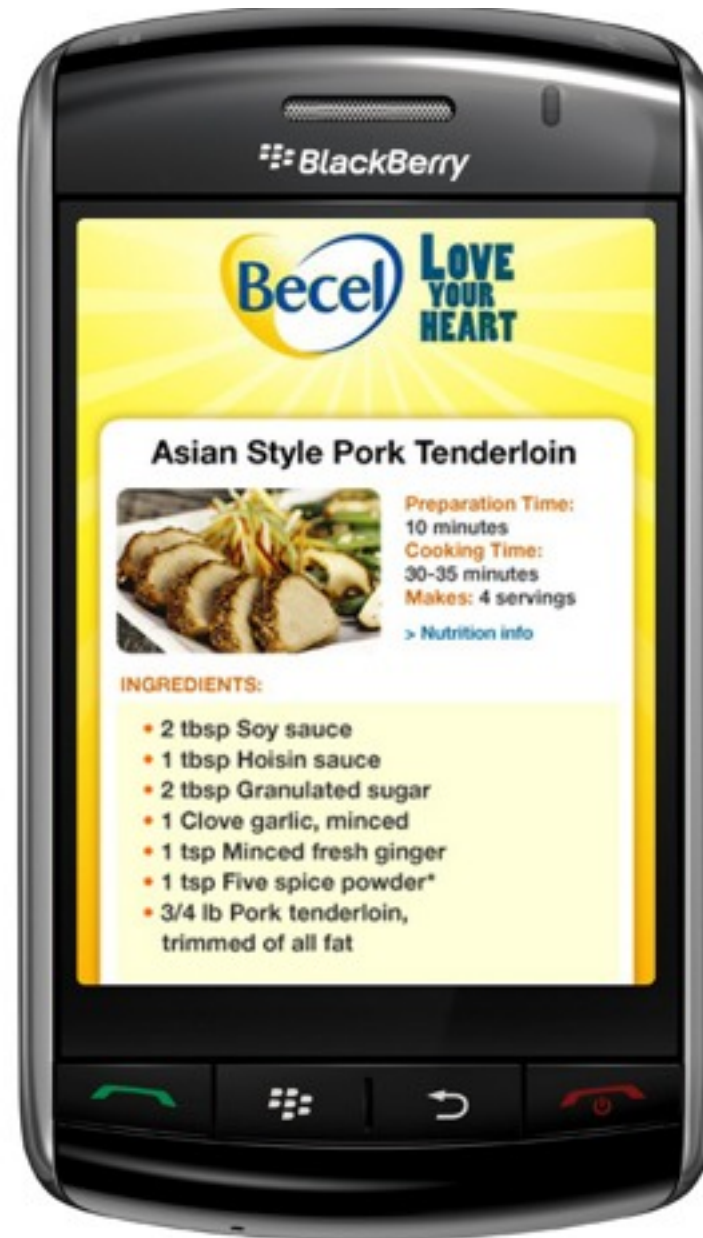 BlackBerry
Becel
LOVE
YOUR
HEART
Asian Style Pork Tenderloin
Preparation Time:
10 minutes
Cooking Time:
30-35 minutes
Makes: 4 servings
> Nutrition info
INGREDIENTS:
• 2 tbsp Soy sauce
• 1 tbsp Hoisin sauce
• 2 tbsp Granulated sugar
• 1 Clove garlic, minced
• 1 tsp Minced fresh ginger
• 1 tsp Five spice powder*
• 3/4 lb Pork tenderloin,
trimmed of all fat